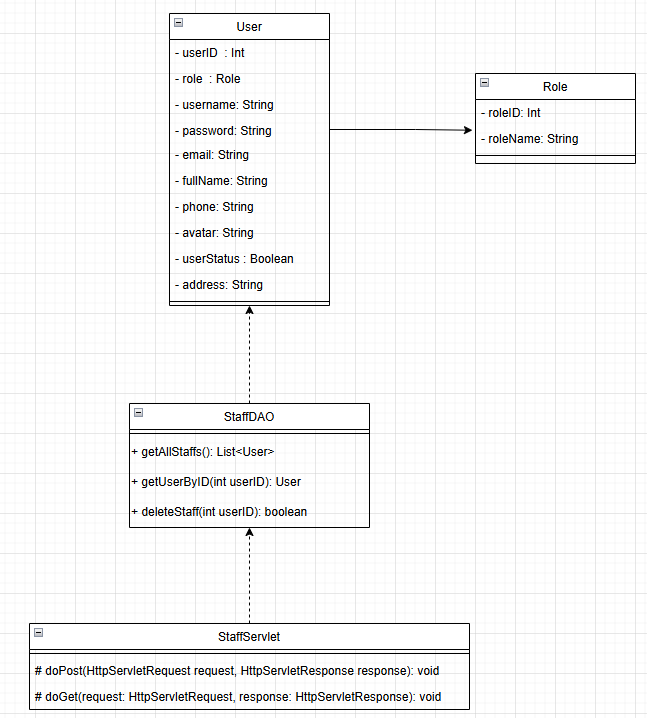 User
- userID : Int
- role : Role
- username: String
- password: String
- email: String
- fullName: String
- phone: String
- avatar: String
- userStatus : Boolean
- address: String
Role
- roleID: Int
- roleName: String
StaffDAO
+ getAllStaffs(): List<User>
+ getUserByID(int userID): User
+ deleteStaff(int userID): boolean
StaffServlet
# doPost(HttpServletRequest request, HttpServletResponse response): void
# doGet(request: HttpServletRequest, response: HttpServletResponse): void